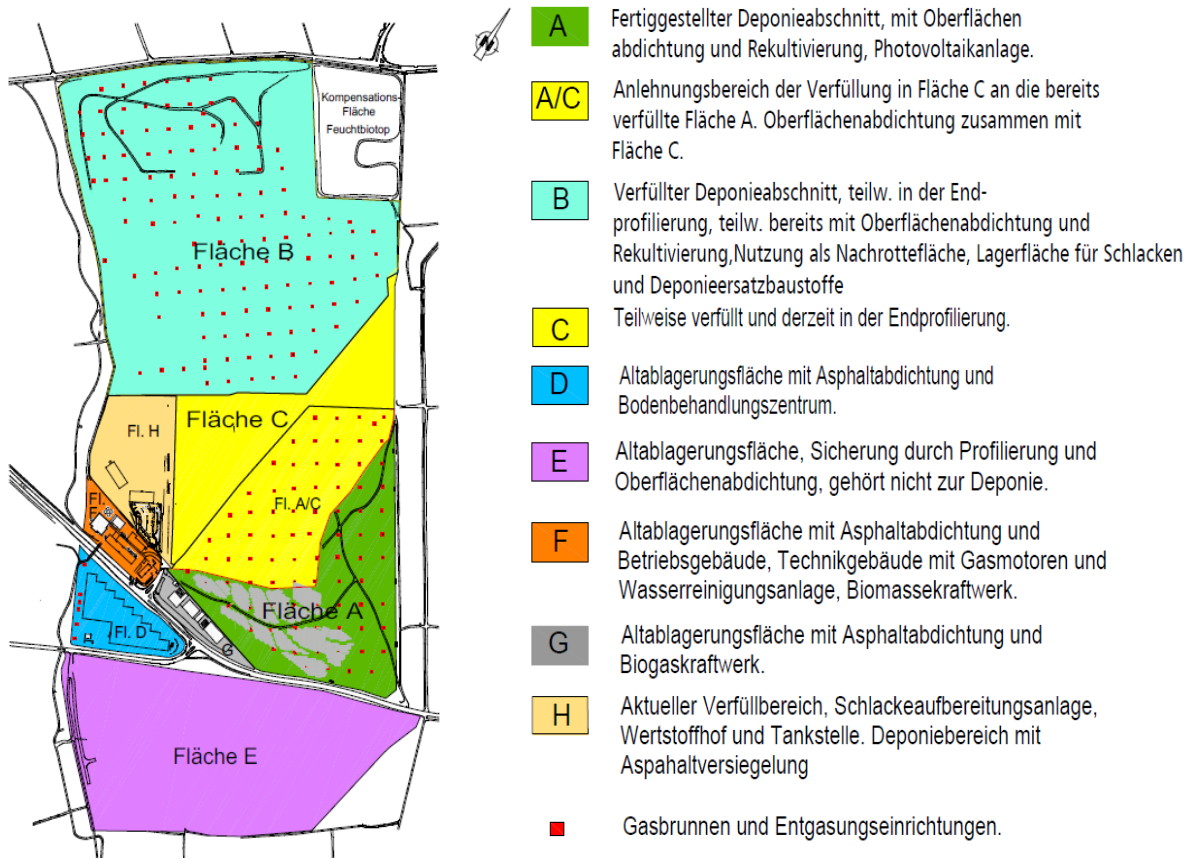 N
Kompensations-
Fläche
Feuchtbiotop
Fläche B
Fläche C
Fl. H
Fl. A/C
Fl.
F
Fläche A
Fl. D
G
Fläche E
A
Fertiggestellter Deponieabschnitt, mit Oberflächen
abdichtung und Rekultivierung, Photovoltaikanlage.
A/C
Anlehnungsbereich der Verfüllung in Fläche C an die bereits
verfüllte Fläche A. Oberflächenabdichtung zusammen mit
Fläche C.
B
Verfüllter Deponieabschnitt, teilw. in der End-
profilierung, teilw. bereits mit Oberflächenabdichtung und
Rekultivierung,Nutzung als Nachrottefläche, Lagerfläche für Schlacken
und Deponieersatzbaustoffe
C
Teilweise verfüllt und derzeit in der Endprofilierung.
D
Altablagerungsfläche mit Asphaltabdichtung und
Bodenbehandlungszentrum.
E
Altablagerungsfläche, Sicherung durch Profilierung und
Oberflächenabdichtung, gehört nicht zur Deponie.
F
Altablagerungsfläche mit Asphaltabdichtung und
Betriebsgebäude, Technikgebäude mit Gasmotoren und
Wasserreinigungsanlage, Biomassekraftwerk.
G
Altablagerungsfläche mit Asphaltabdichtung und
Biogaskraftwerk.
H
Aktueller Verfüllbereich, Schlackeaufbereitungsanlage,
Wertstoffhof und Tankstelle. Deponiebereich mit
Aspahaltversiegelung
Gasbrunnen und Entgasungseinrichtungen.